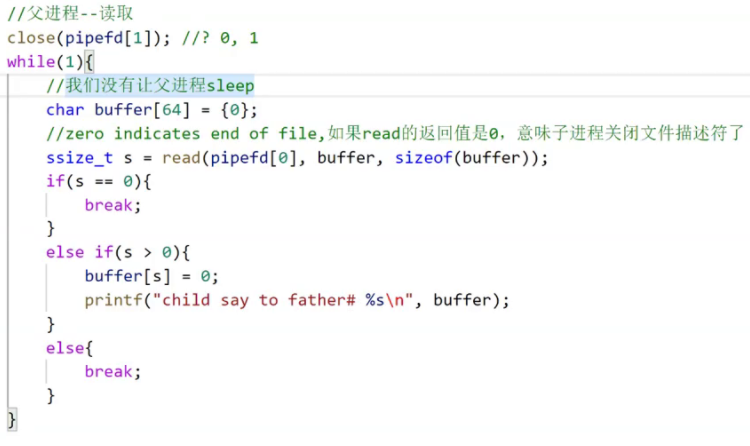 //父进程--读取
close(pipefd[1]); //? 0, 1
while(1){
//我们没有让父进程sleep
char buffer[64] = {0};
//zero indicates end of file,如果read的返回值是0，意味子进程关闭文件描述符了
ssize_t s = read(pipefd[0], buffer, sizeof(buffer));
if(s == 0){
break;
}
else if(s > 0){
buffer[s] = 0;
printf("child say to father# %s\n", buffer);
}
else{
break;
}
}